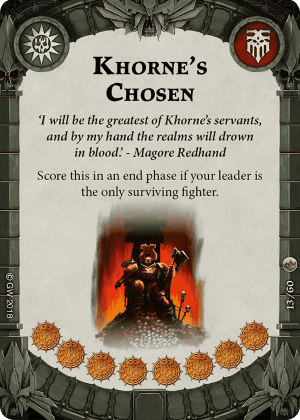 KHORNE'S
CHOSEN
‘I will be the greatest of Khorne’s servants,
and by my hand the realms will drown
in blood.’ - Magore Redhand
Score this in an end phase if your leader is
the only surviving fighter.
© GW 2018
13/60